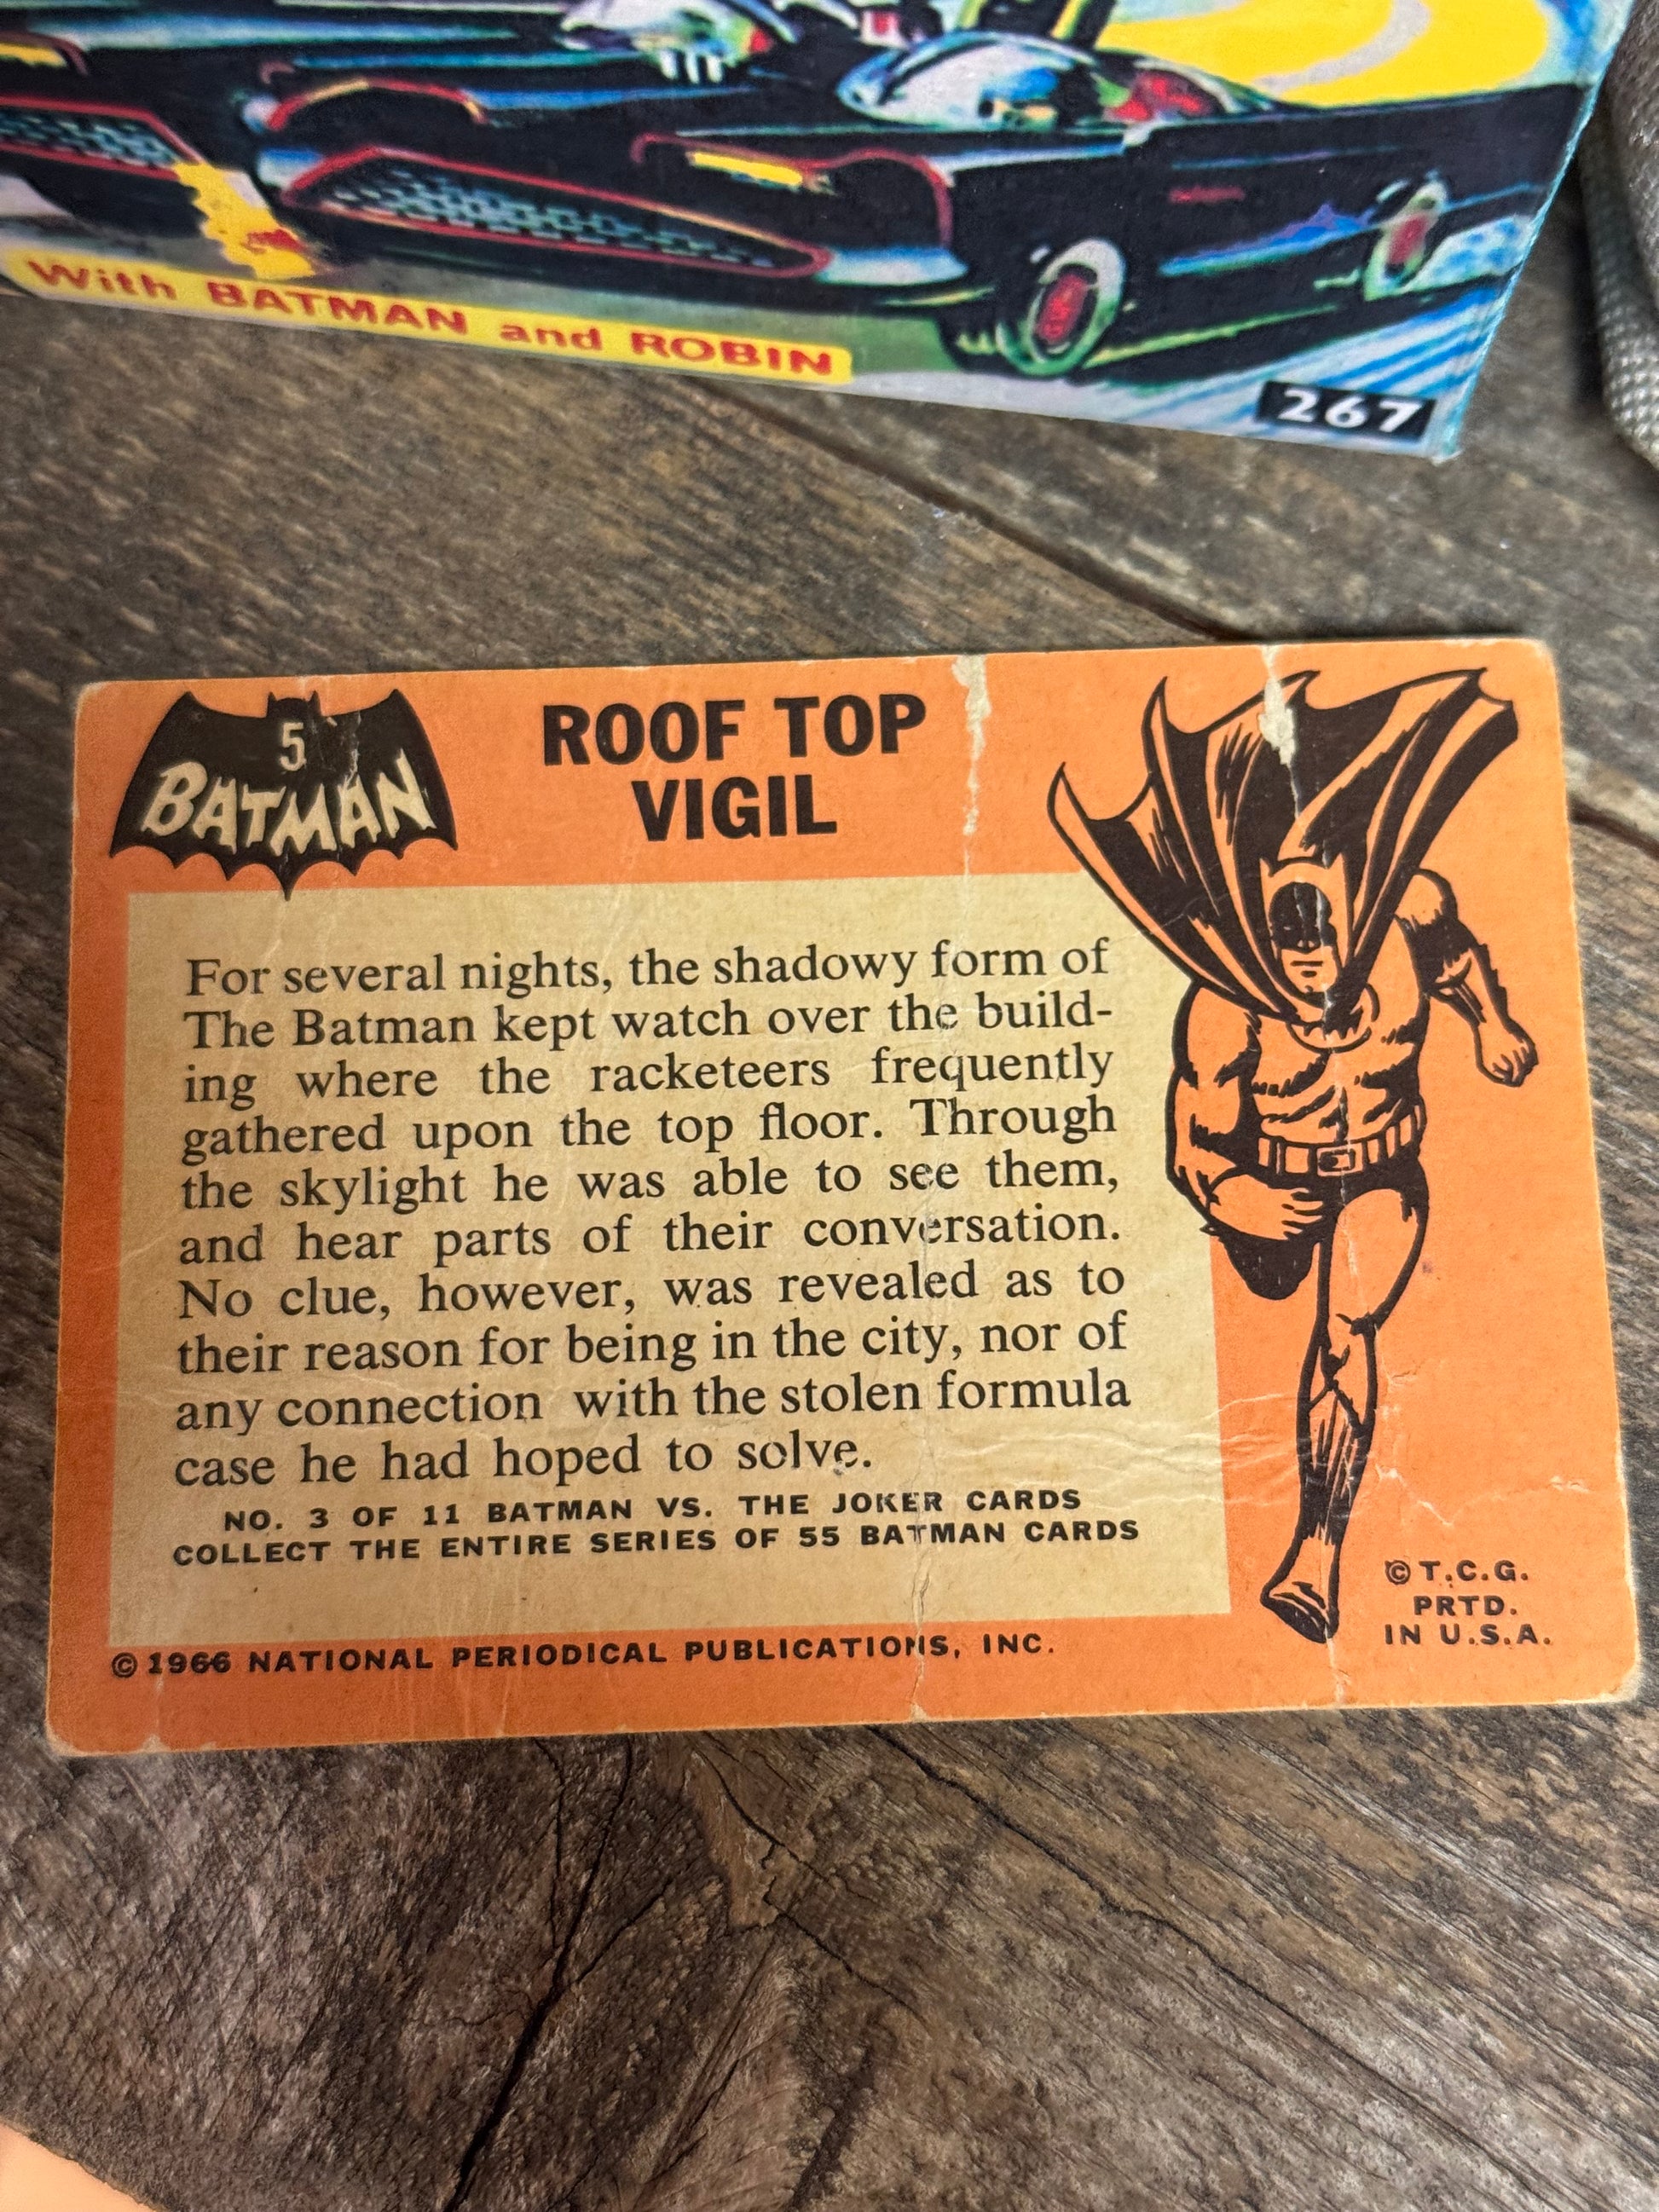 With BATMAN and ROBIN
267
5
BATMAN
ROOF TOP
VIGIL
For several nights, the shadowy form of
The Batman kept watch over the build-
ing where the racketeers frequently
gathered upon the top floor. Through
the skylight he was able to see them,
and hear parts of their conversation.
No clue, however, was revealed as to
their reason for being in the city, nor of
any connection with the stolen formula
case he had hoped to solve.
NO. 3 OF 11 BATMAN VS. THE JOKER CARDS
COLLECT THE ENTIRE SERIES OF 55 BATMAN CARDS
© T.C.G.
PRTD.
IN U.S.A.
© 1966 NATIONAL PERIODICAL PUBLICATIONS, INC.